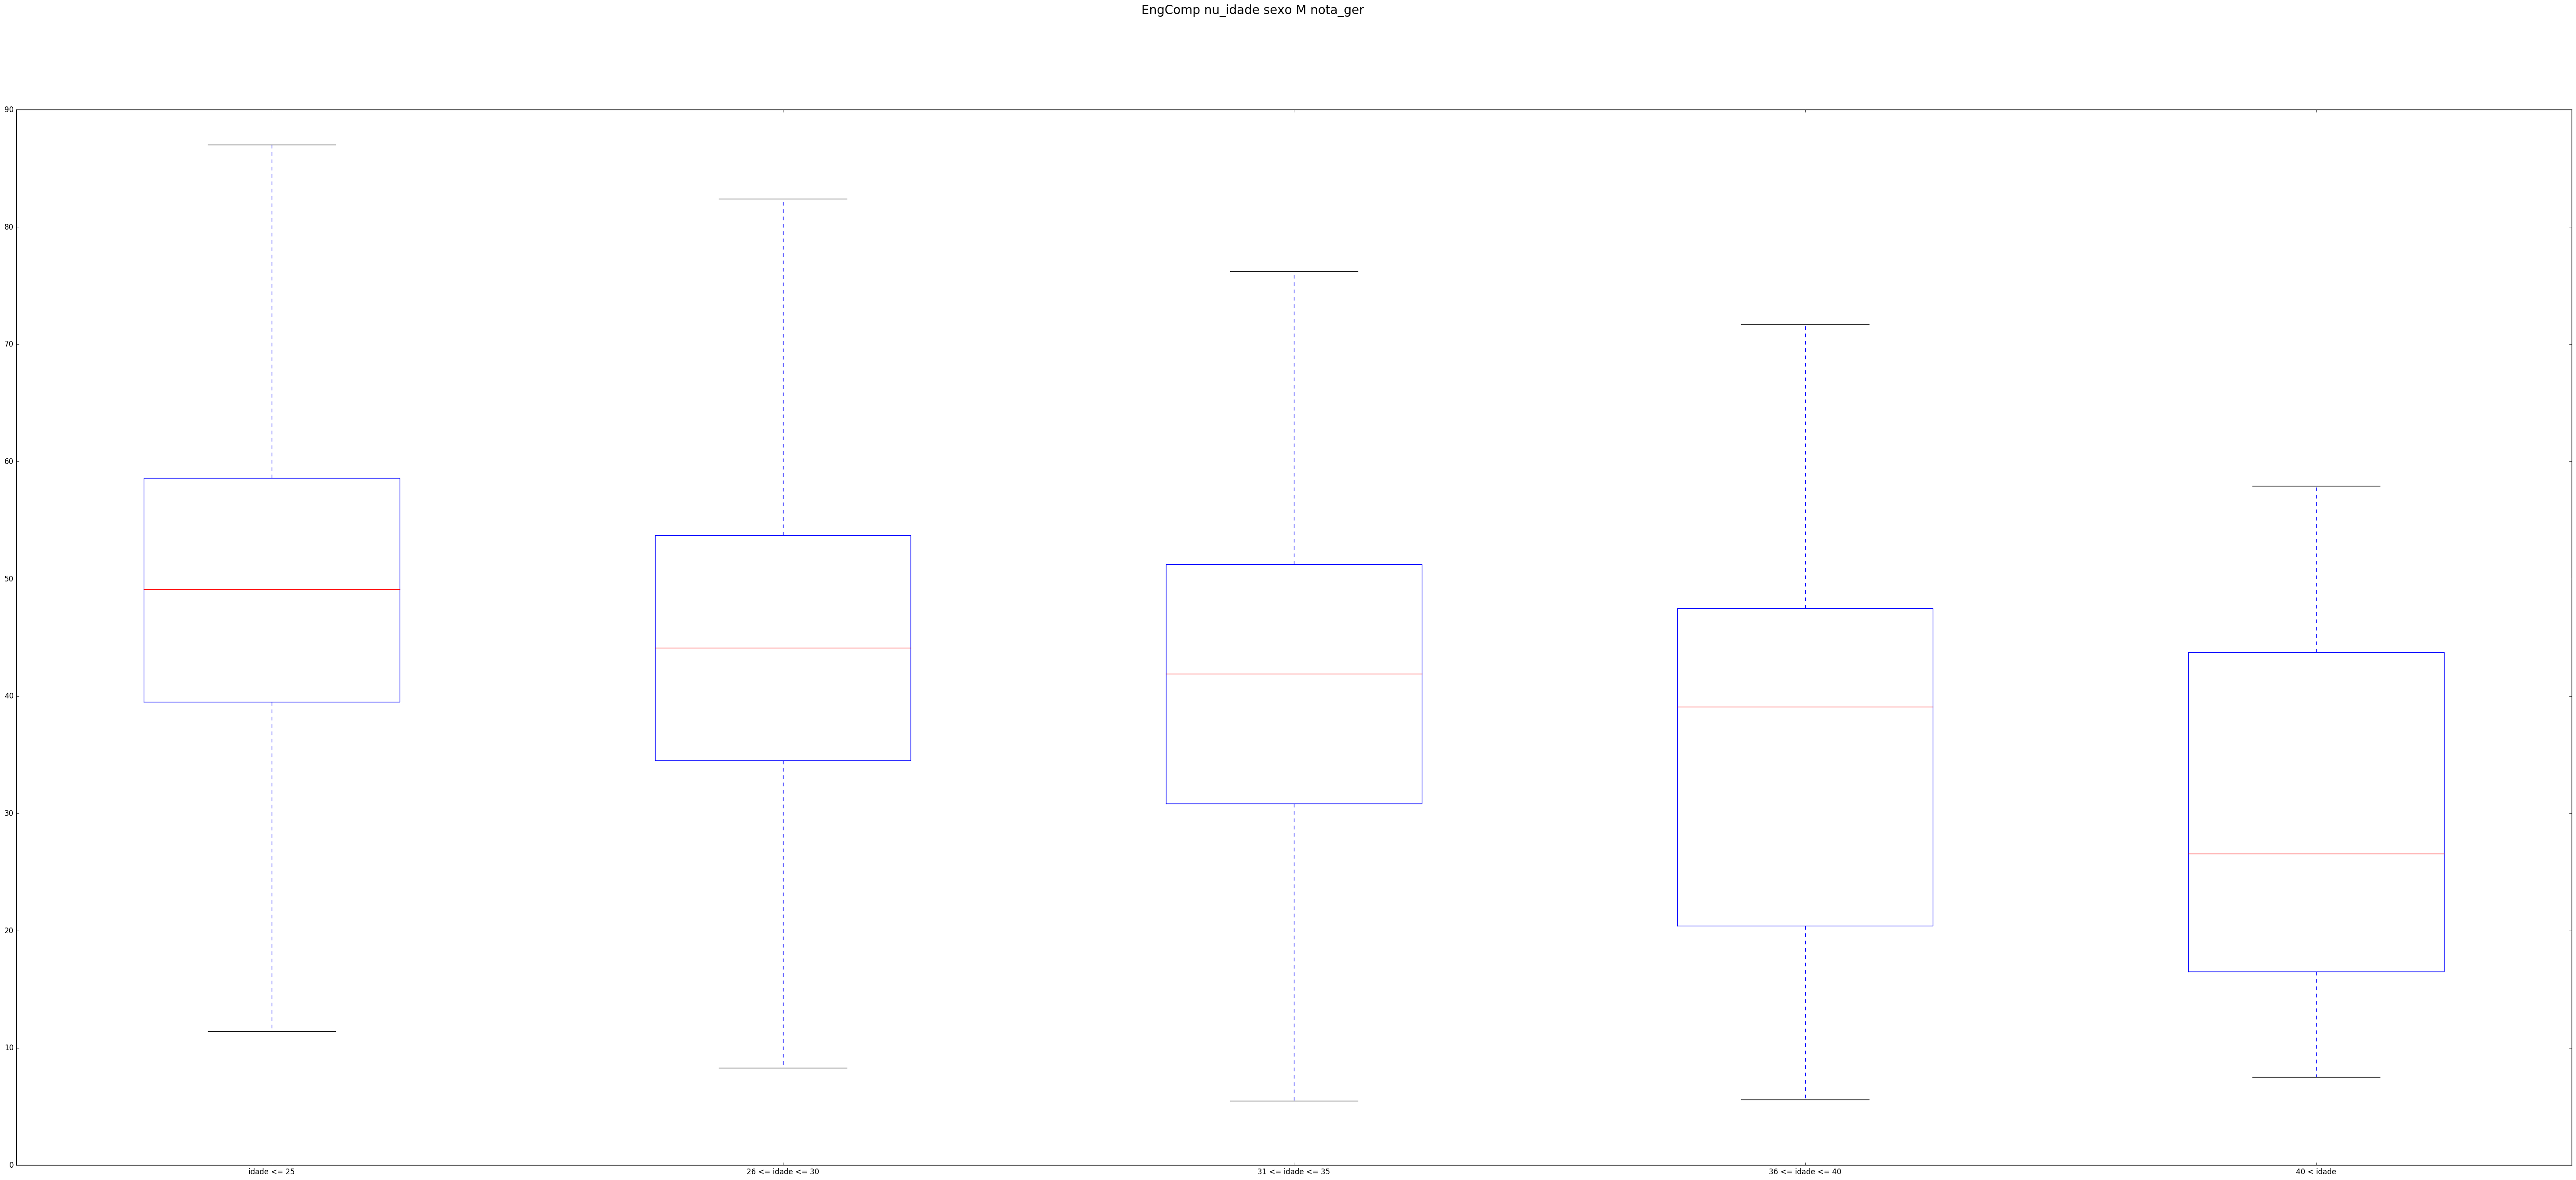 EngComp nu_idade sexo M nota_ger
90
80
70
60
50
40
30
20
10
0
idade <= 25
26 <= idade <= 30
31 <= idade <= 35
36 <= idade <= 40
40 < idade